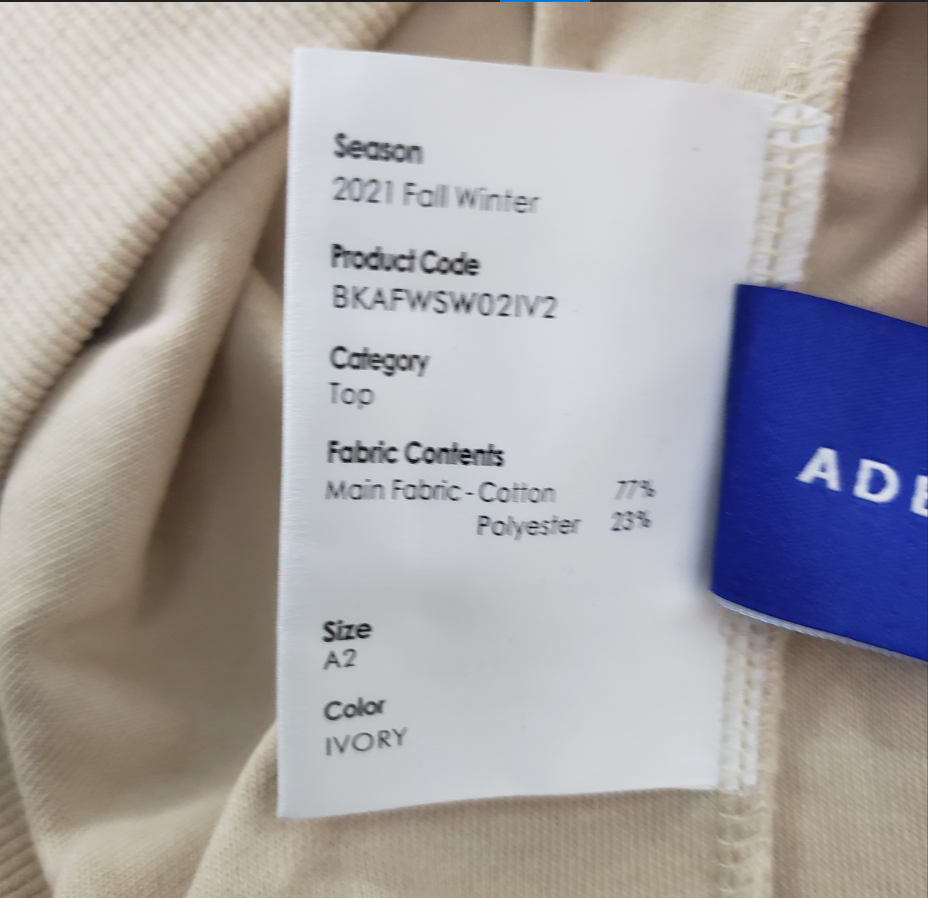 Season
2021 Fall Winter
Product Code
BKAFWSW02IV2
Category
Top
Fabric Contents
Main Fabric - Cotton 77%
Polyester 23%
Size
A2
Color
IVORY
AD